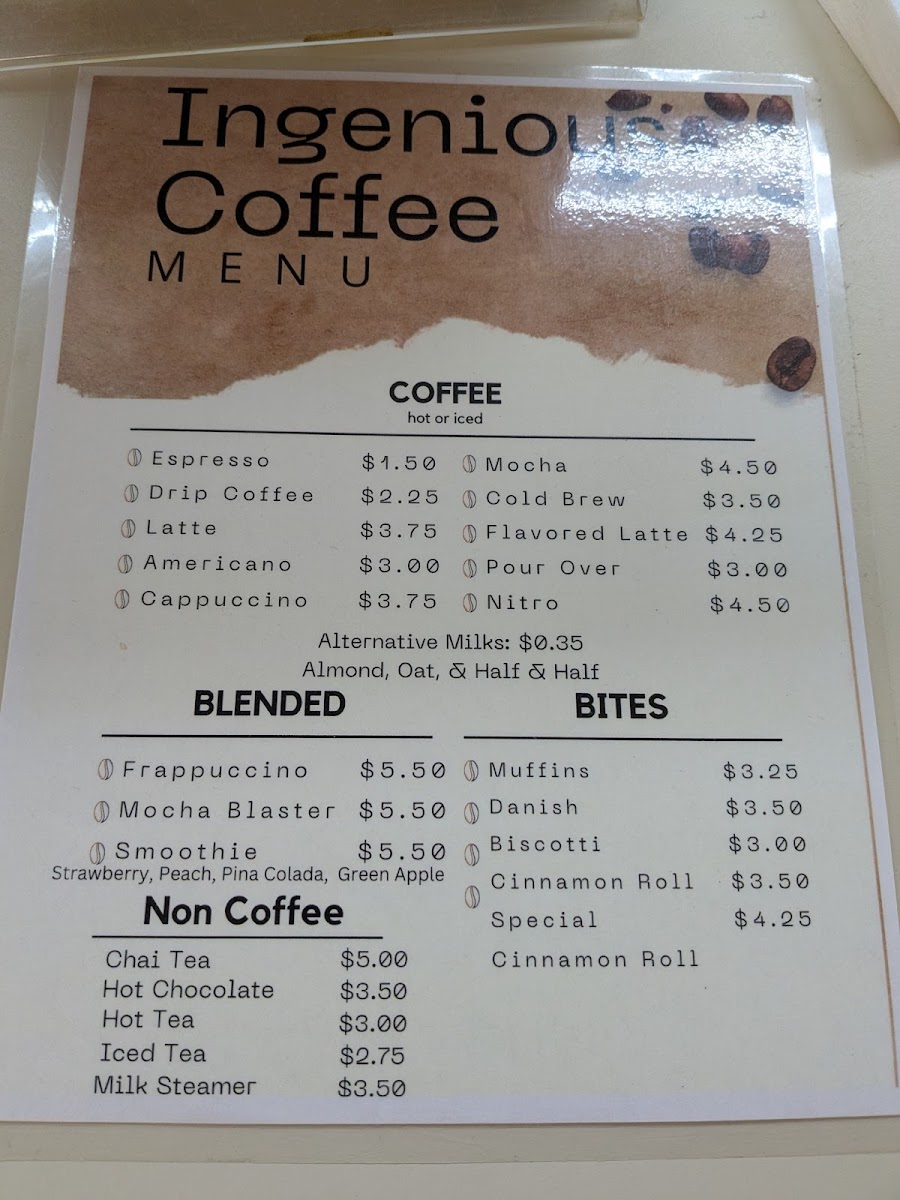 Ingenious
Coffee
MENU
COFFEE
hot or iced
Espresso $1.50
Drip Coffee $2.25
Latte $3.75
Americano $3.00
Cappuccino $3.75
Mocha $4.50
Cold Brew $3.50
Flavored Latte $4.25
Pour Over $3.00
Nitro $4.50
Alternative Milks: $0.35
Almond, Oat, & Half & Half
BLENDED
Frappuccino $5.50
Mocha Blaster $5.50
Smoothie $5.50
Strawberry, Peach, Pina Colada, Green Apple
Non Coffee
Chai Tea $5.00
Hot Chocolate $3.50
Hot Tea $3.00
Iced Tea $2.75
Milk Steamer $3.50
BITES
Muffins $3.25
Danish $3.50
Biscotti $3.00
Cinnamon Roll $3.50
Special $4.25
Cinnamon Roll